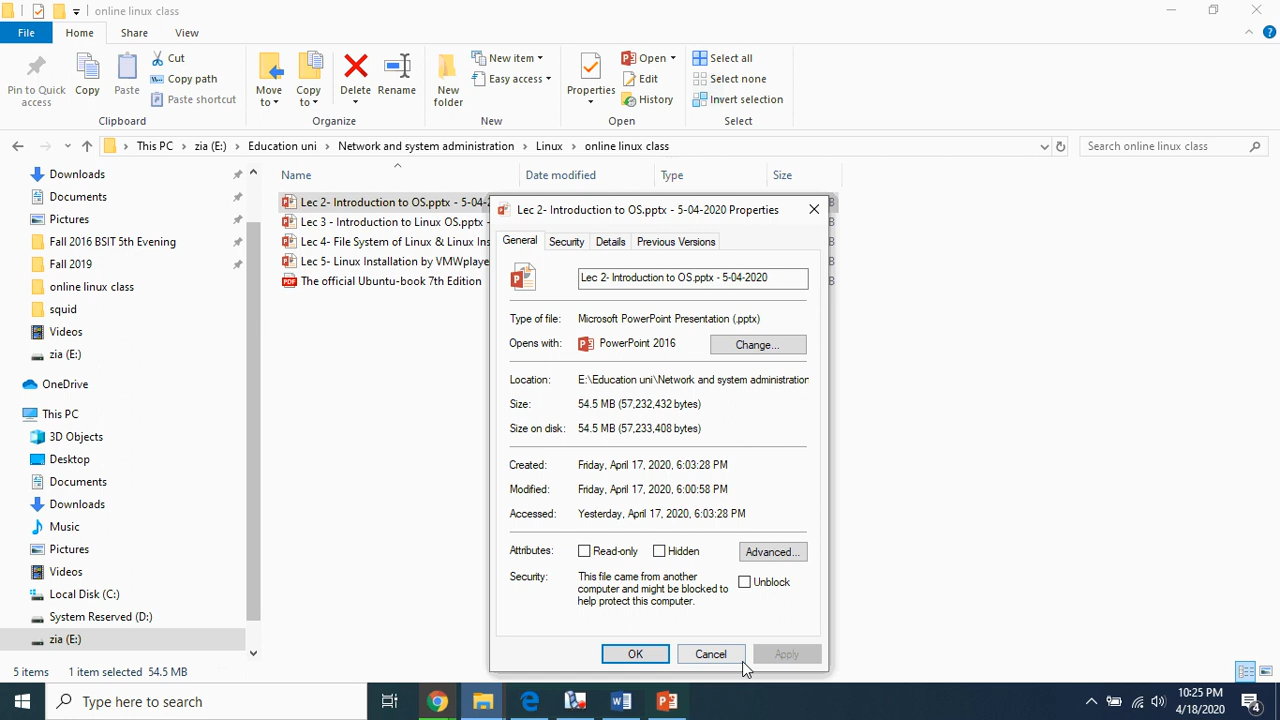 online linux class
File Home Share View
Pin to Quick access
Copy
Paste
Cut
Copy path
Paste shortcut
Clipboard
Move to
Copy to
Delete
Rename
Organize
New folder
New item
Easy access
New
Properties
Open
Edit
History
Open
Select all
Select none
Invert selection
Select
This PC › zia (E:) › Education uni › Network and system administration › Linux › online linux class
Search online linux class
Name Date modified Type Size
Downloads
Documents
Pictures
Fall 2016 BSIT 5th Evening
Fall 2019
online linux class
squid
Videos
zia (E:)
OneDrive
This PC
3D Objects
Desktop
Documents
Downloads
Music
Pictures
Videos
Local Disk (C:)
System Reserved (D:)
zia (E:)
Lec 2- Introduction to OS.pptx - 5-04-2
Lec 3 - Introduction to Linux OS.pptx -
Lec 4- File System of Linux & Linux Ins
Lec 5- Linux Installation by VMWplaye
The official Ubuntu-book 7th Edition
Lec 2- Introduction to OS.pptx - 5-04-2020 Properties
General Security Details Previous Versions
Lec 2- Introduction to OS.pptx - 5-04-2020
Type of file: Microsoft PowerPoint Presentation (.pptx)
Opens with: PowerPoint 2016 Change...
Location: E:\Education uni\Network and system administration
Size: 54.5 MB (57,232,432 bytes)
Size on disk: 54.5 MB (57,233,408 bytes)
Created: Friday, April 17, 2020, 6:03:28 PM
Modified: Friday, April 17, 2020, 6:00:58 PM
Accessed: Yesterday, April 17, 2020, 6:03:28 PM
Attributes: Read-only Hidden Advanced...
Security: This file came from another
computer and might be blocked to
help protect this computer.
Unblock
OK Cancel Apply
5 items 1 item selected 54.5 MB
Type here to search
10:25 PM
4/18/2020
4